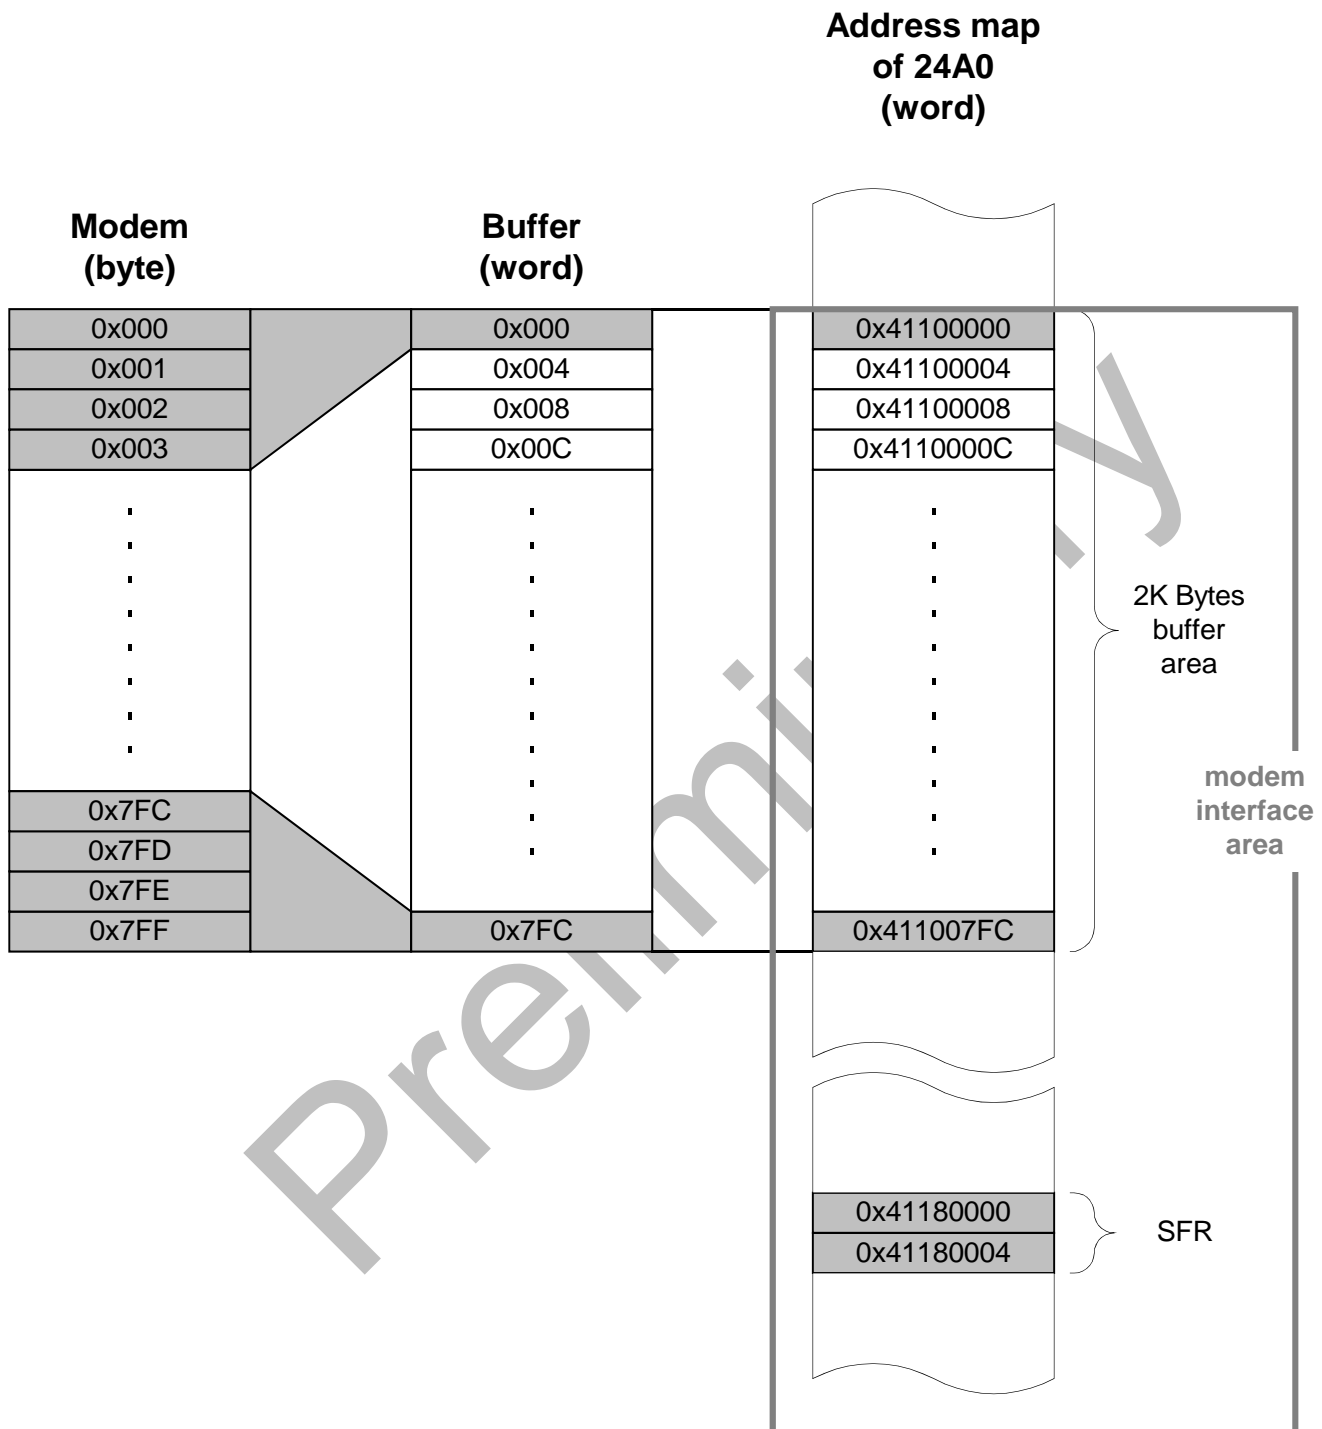 Address map
of 24A0
(word)
Modem
(byte)
Buffer
(word)
0x000
0x001
0x002
0x003
0x7FC
0x7FD
0x7FE
0x7FF
0x000
0x004
0x008
0x00C
0x7FC
0x41100000
0x41100004
0x41100008
0x4110000C
0x411007FC
2K Bytes
buffer
area
modem
interface
area
0x41180000
0x41180004
SFR